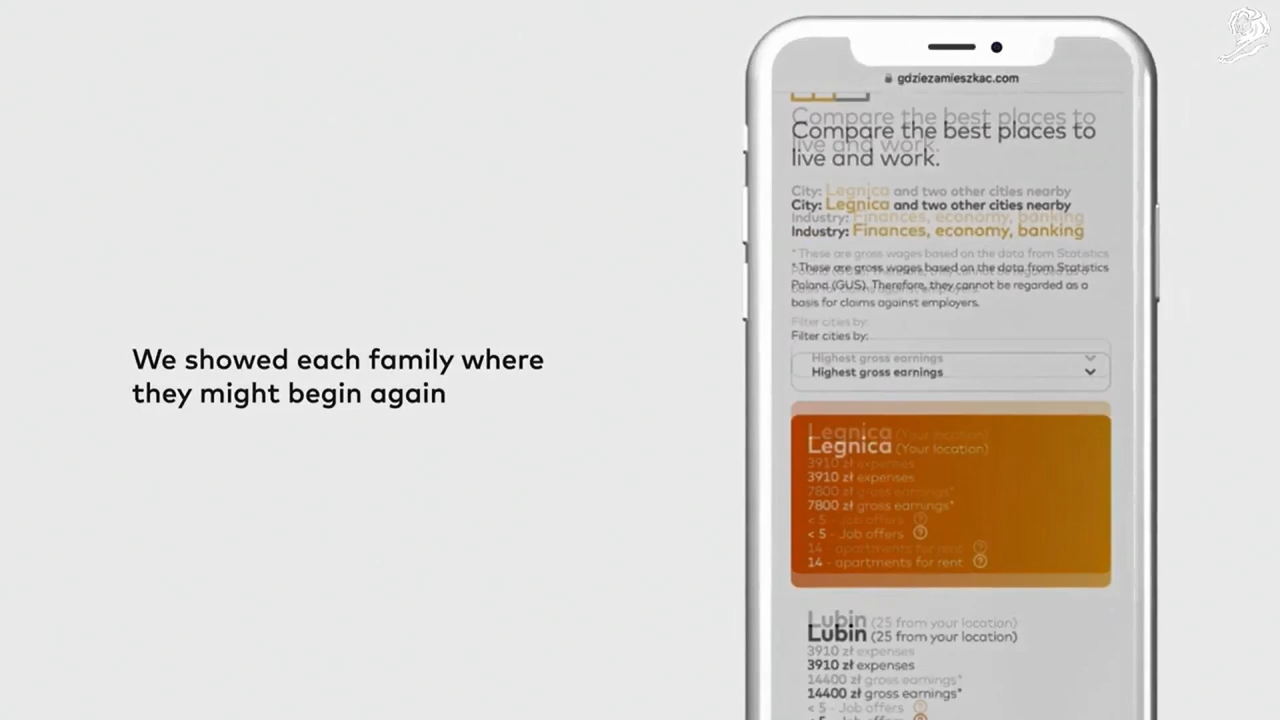 We showed each family where
they might begin again
gdziezamieszkac.com
Compare the best places to
live and work.
City: Legnica and two other cities nearby
Industry: Finances, economy, banking
* These are gross wages based on the data from Statistics
Poland (GUS). Therefore, they cannot be regarded as a
basis for claims against employers.
Filter cities by:
Highest gross earnings
Legnica (Your location)
3910 zł expenses
7800 zł gross earnings*
< 5 - Job offers
14 - apartments for rent
Lubin (25 from your location)
3910 zł expenses
14400 zł gross earnings*
< 5 - Job offers